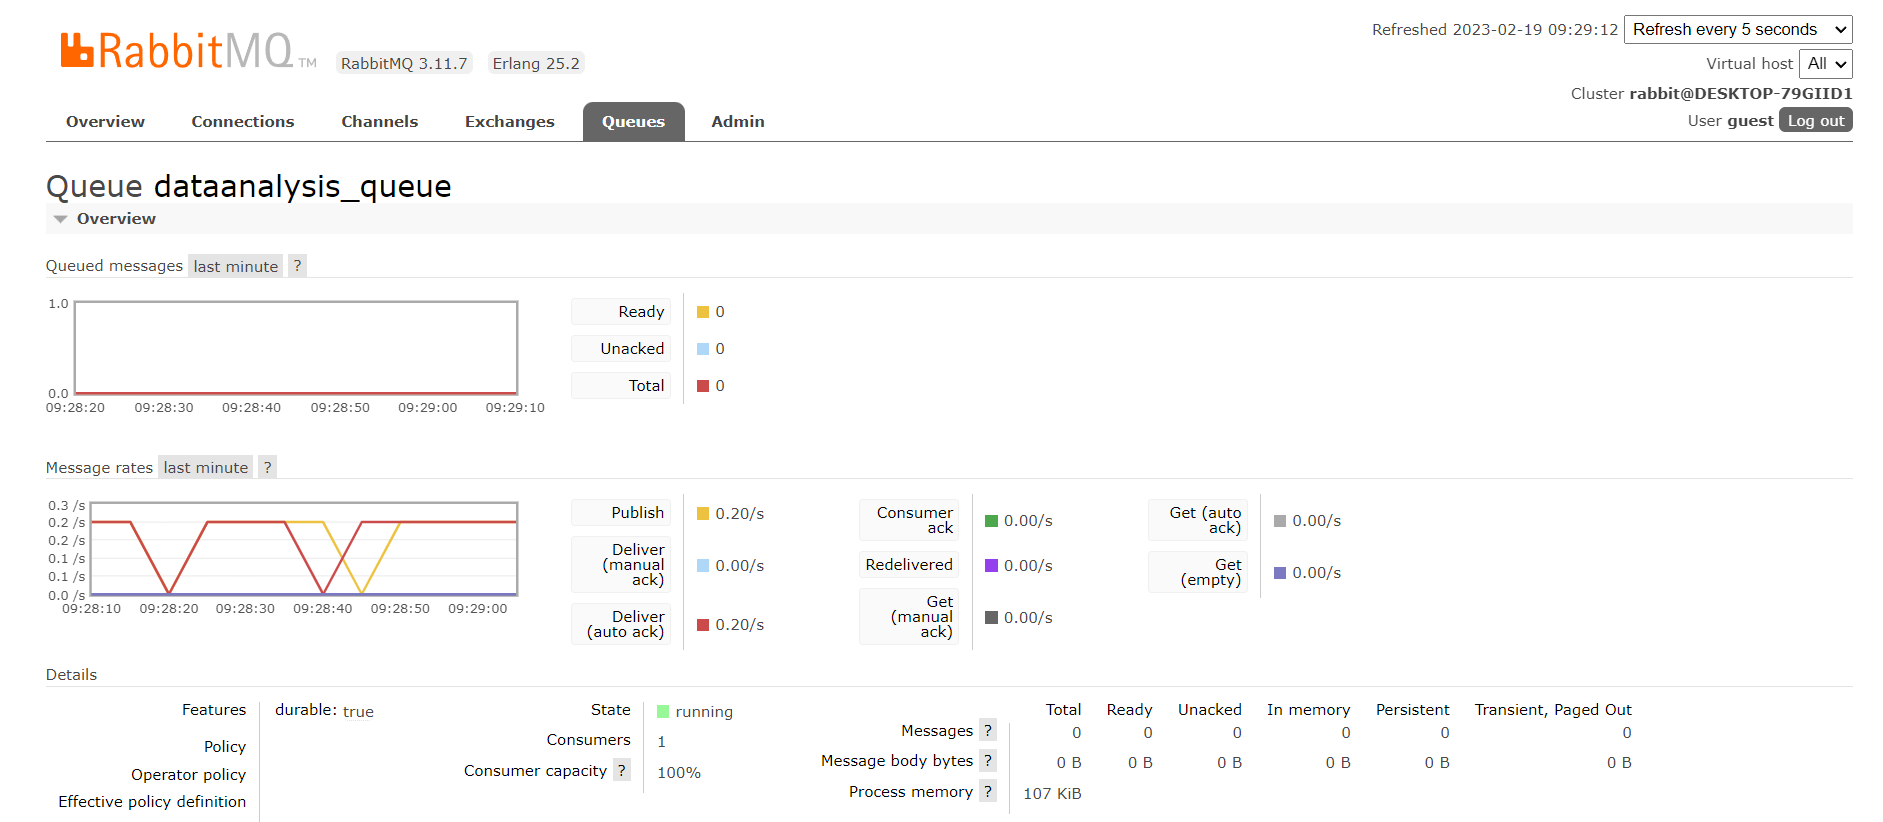 RabbitMQ TM RabbitMQ 3.11.7 Erlang 25.2
Refreshed 2023-02-19 09:29:12 Refresh every 5 seconds
Virtual host All
Cluster rabbit@DESKTOP-79GIID1
User guest Log out
Overview Connections Channels Exchanges Queues Admin
Queue dataanalysis_queue
Overview
Queued messages last minute ?
1.0
0.0
09:28:20 09:28:30 09:28:40 09:28:50 09:29:00 09:29:10
Ready 0
Unacked 0
Total 0
Message rates last minute ?
0.3 /s
0.2 /s
0.2 /s
0.1 /s
0.1 /s
0.0 /s
09:28:10 09:28:20 09:28:30 09:28:40 09:28:50 09:29:00
Publish 0.20/s
Deliver
(manual 0.00/s
ack)
Deliver
(auto ack) 0.20/s
Consumer
ack 0.00/s
Redelivered 0.00/s
Get
(manual 0.00/s
ack)
Get (auto
ack) 0.00/s
Get
(empty) 0.00/s
Details
Features durable: true
Policy
Operator policy
Effective policy definition
State running
Consumers 1
Consumer capacity ? 100%
Total Ready Unacked In memory Persistent Transient, Paged Out
Messages ? 0 0 0 0 0 0
Message body bytes ? 0 B 0 B 0 B 0 B 0 B 0 B
Process memory ? 107 KiB